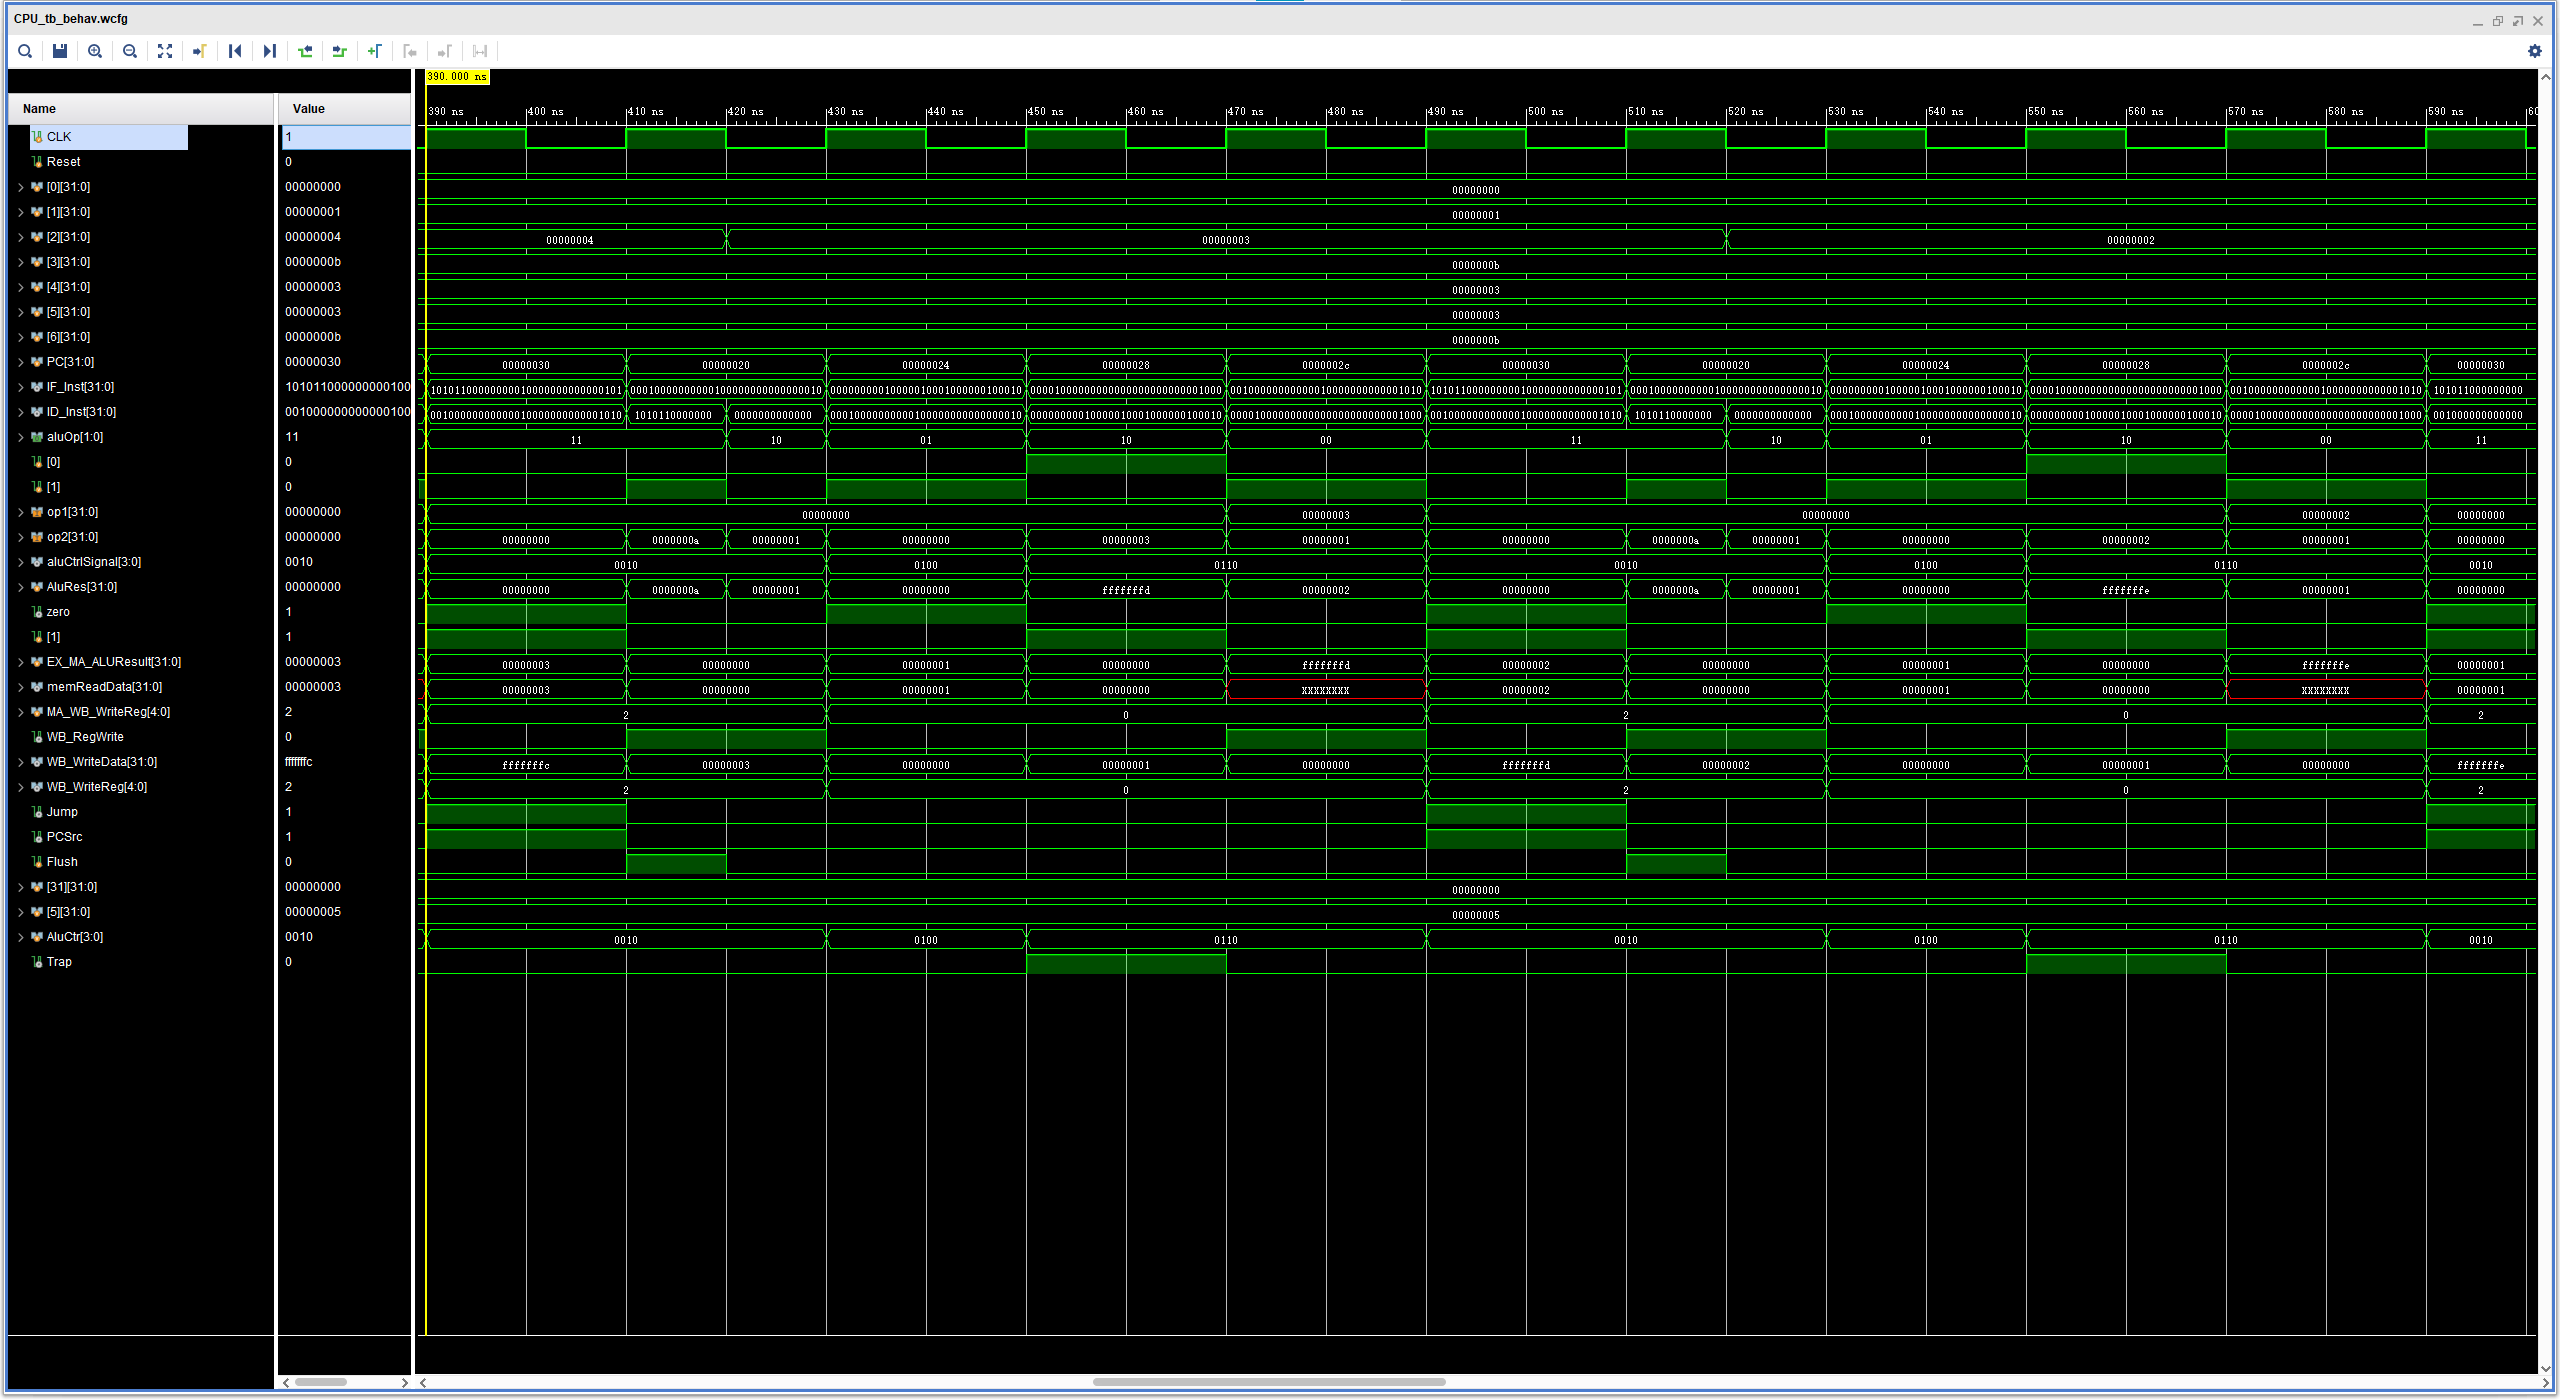 CPU_tb_behav.wcfg
390.000 ns
Name Value
390 ns 400 ns 410 ns 420 ns 430 ns 440 ns 450 ns 460 ns 470 ns 480 ns 490 ns 500 ns 510 ns 520 ns 530 ns 540 ns 550 ns 560 ns 570 ns 580 ns 590 ns
CLK 1
Reset 0
[0][31:0] 00000000 00000000
[1][31:0] 00000001 00000001
[2][31:0] 00000004 00000004 00000003 00000002
[3][31:0] 0000000b 0000000b
[4][31:0] 00000003 00000003
[5][31:0] 00000003 00000003
[6][31:0] 0000000b 0000000b
PC[31:0] 00000030 00000030 00000020 00000024 00000028 0000002c 00000030 00000020 00000024 00000028 0000002c 00000030
IF_Inst[31:0]
ID_Inst[31:0]
aluOp[1:0] 11 11 10 01 10 00 11 10 01 10 00 11
[0] 0
[1] 0
op1[31:0] 00000000 00000000 00000003 00000000 00000002 00000000
op2[31:0] 00000000 00000000 0000000a 00000001 00000000 00000003 00000001 00000000 0000000a 00000001 00000000 00000002 00000001 00000000
aluCtrlSignal[3:0] 0010 0010 0100 0110 0010 0100 0110 0010
AluRes[31:0] 00000000 00000000 0000000a 00000001 00000000 fffffffd 00000002 00000000 0000000a 00000001 00000000 fffffffe 00000001 00000000
zero 1
[1] 1
EX_MA_ALUResult[31:0] 00000003 00000003 00000000 00000001 00000000 fffffffd 00000002 00000000 00000001 00000000 fffffffe 00000001
memReadData[31:0] 00000003 00000003 00000000 00000001 00000000 XXXXXXXX 00000002 00000000 00000001 00000000 XXXXXXXX 00000001
MA_WB_WriteReg[4:0] 2 2 0 2 0 2
WB_RegWrite 0
WB_WriteData[31:0] fffffffc fffffffc 00000003 00000000 00000001 00000000 fffffffd 00000002 00000000 00000001 00000000 fffffffe
WB_WriteReg[4:0] 2 2 0 2 0 2
Jump 1
PCSrc 1
Flush 0
[31][31:0] 00000000 00000000
[5][31:0] 00000005 00000005
AluCtr[3:0] 0010 0010 0100 0110 0010 0100 0110 0010
Trap 0